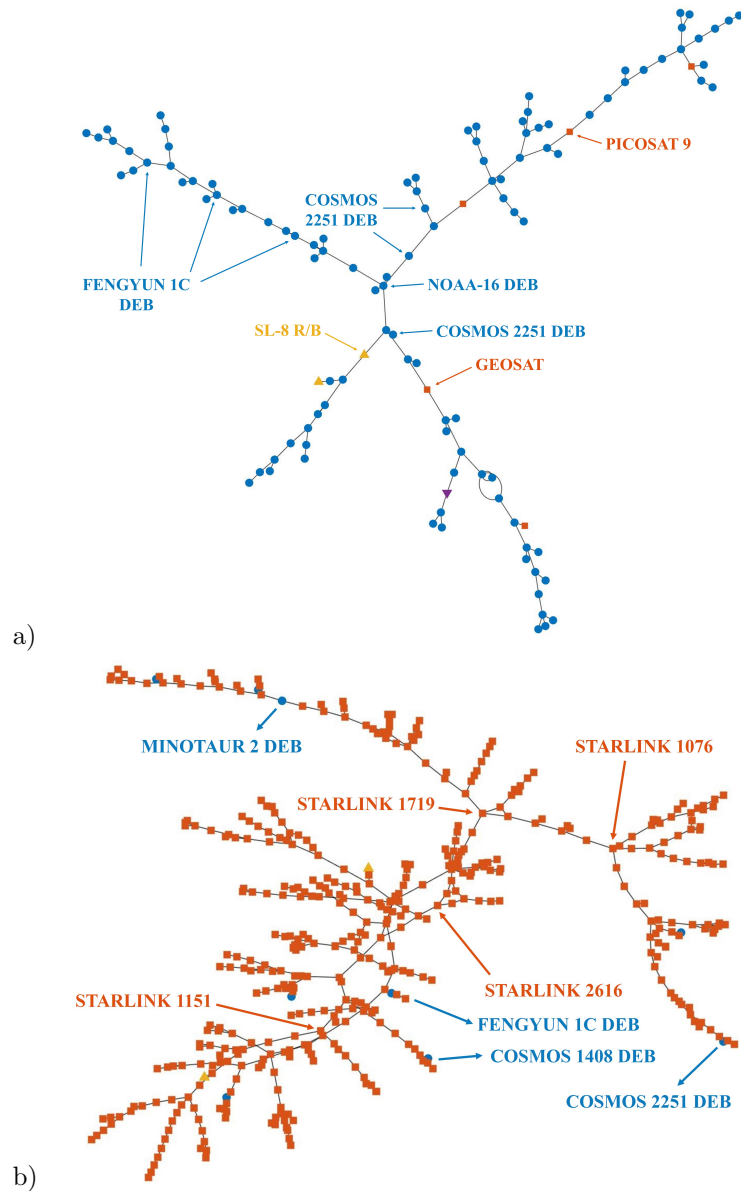 PICOSAT 9
COSMOS
2251 DEB
FENGYUN 1C
DEB
NOAA-16 DEB
SL-8 R/B
COSMOS 2251 DEB
GEOSAT
a)
MINOTAUR 2 DEB
STARLINK 1076
STARLINK 1719
STARLINK 2616
STARLINK 1151
FENGYUN 1C DEB
COSMOS 1408 DEB
COSMOS 2251 DEB
b)